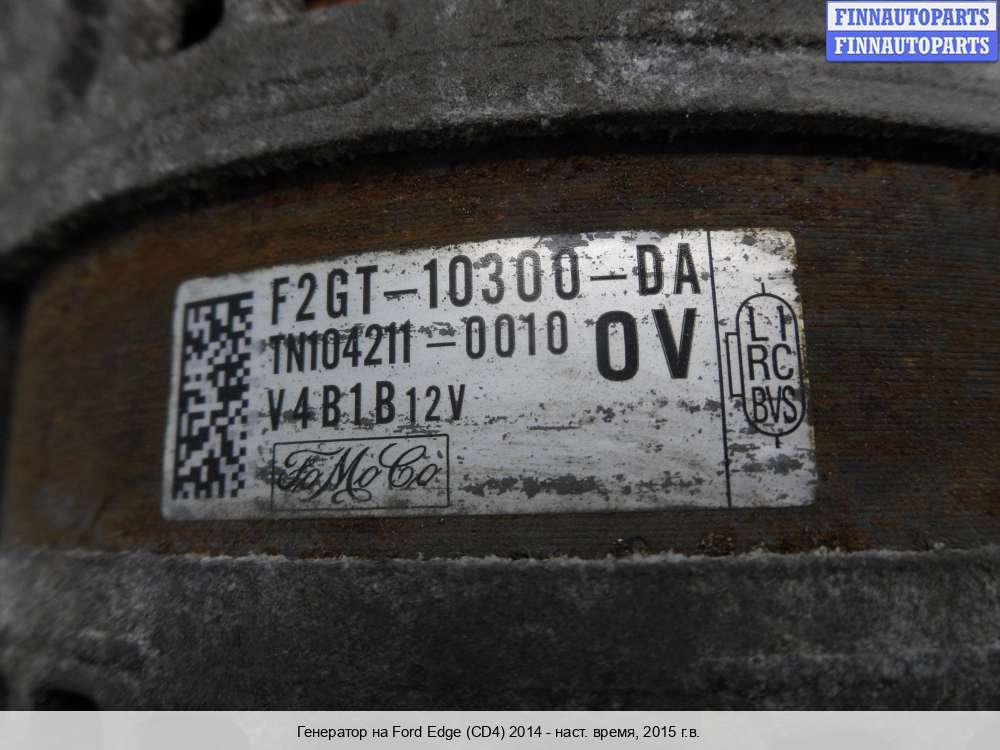 FINNAUTOPARTS
FINNAUTOPARTS
F2GT-10300-DA
TN104211-0010 OV
V4B1B12V
FoMoCo
LI
RC
BVS
Генератор на Ford Edge (CD4) 2014 - наст. время, 2015 г.в.